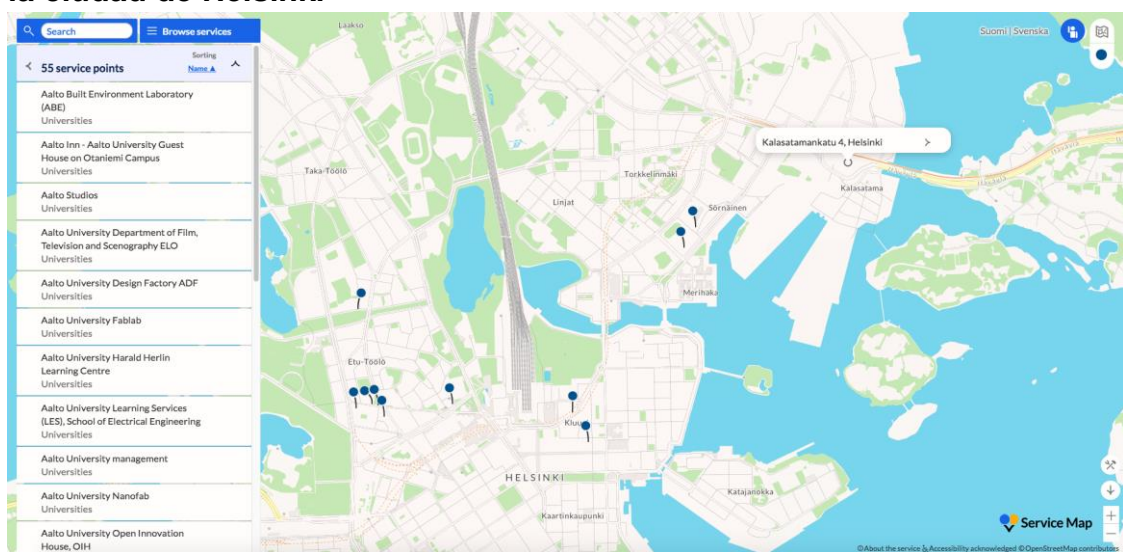 la ciudad de Helsinki
Search
Browse services
Suomi | Svenska
55 service points
Sorting
Name ▲
Aalto Built Environment Laboratory
(ABE)
Universities
Aalto Inn - Aalto University Guest
House on Otaniemi Campus
Universities
Aalto Studios
Universities
Aalto University Department of Film,
Television and Scenography ELO
Universities
Aalto University Design Factory ADF
Universities
Aalto University Fablab
Universities
Aalto University Harald Herlin
Learning Centre
Universities
Aalto University Learning Services
(LES), School of Electrical Engineering
Universities
Aalto University management
Universities
Aalto University Nanofab
Universities
Aalto University Open Innovation
House, OIH
Laakso
Taka-Töölö
Torkkelinmäki
Linjat
Sörnäinen
Kalasatamankatu 4, Helsinki
Kalasatama
Merihaka
Etu-Töölö
HELSINKI
Katajanokka
Kaartinkaupunki
Service Map
©About the service & Accessibility acknowledged ©OpenStreetMap contributors